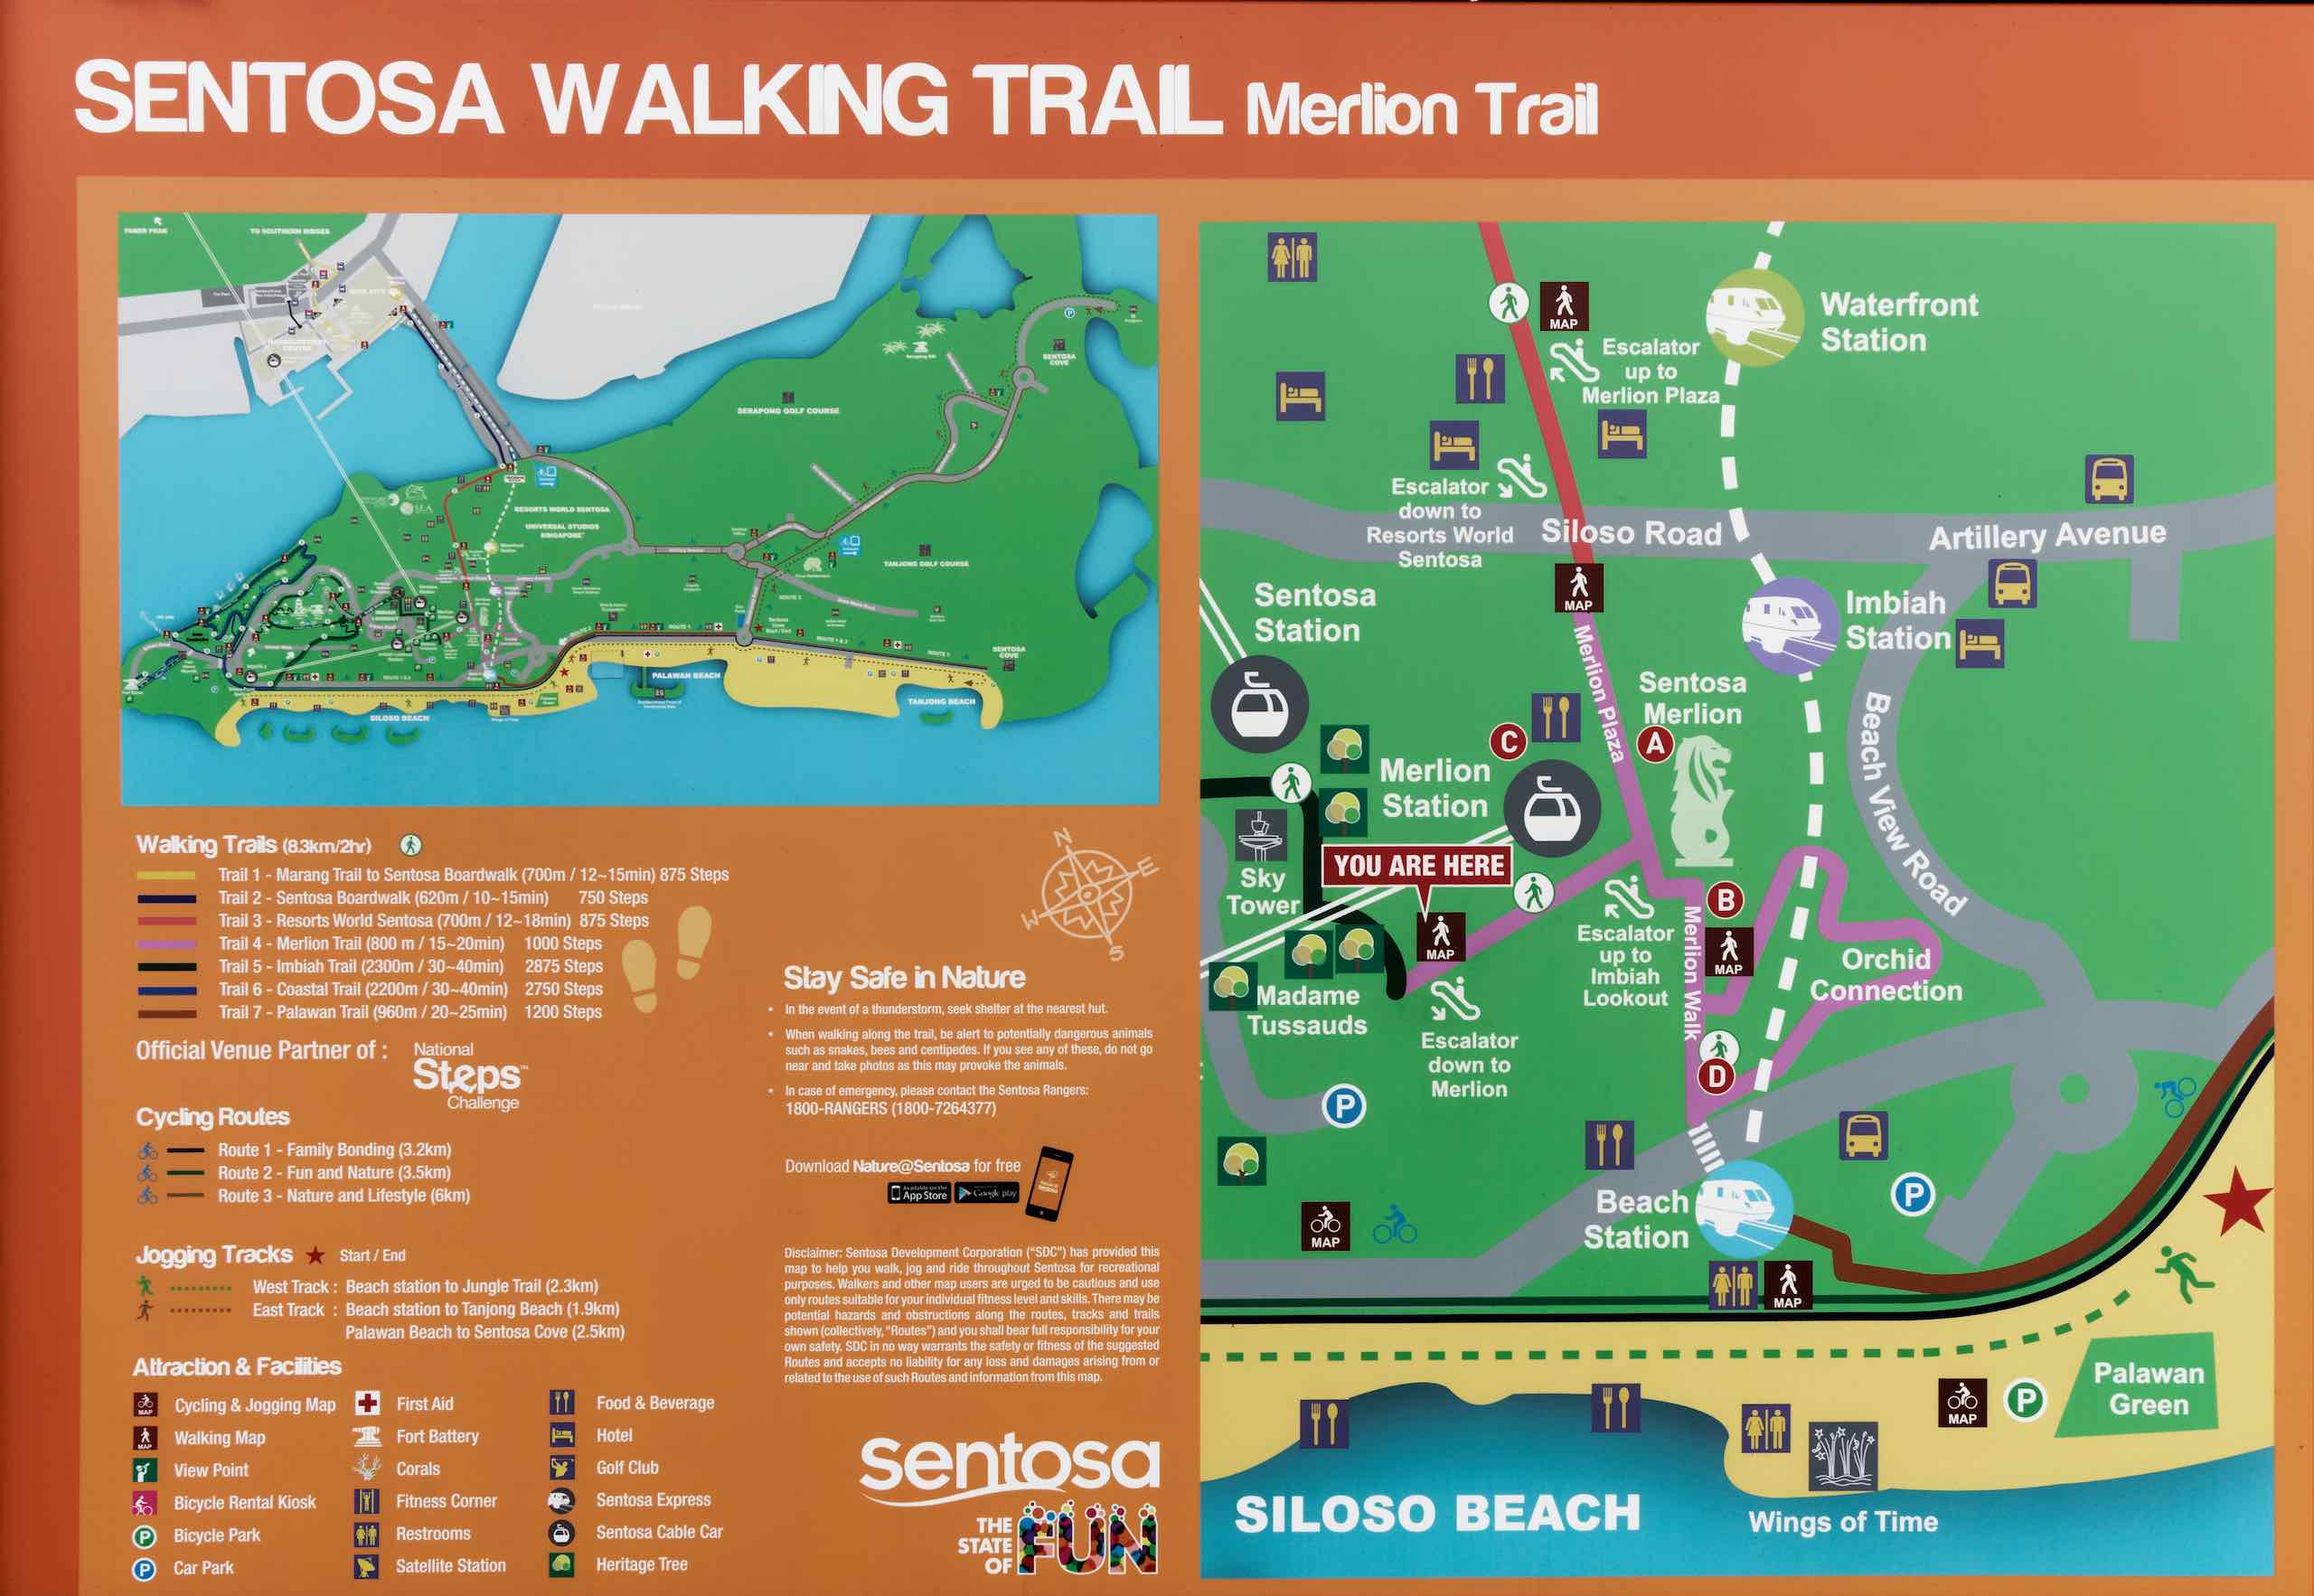 SENTOSA WALKING TRAIL Merlion Trail
TO SOUTHERN RIDGES
SERAPONG GOLF COURSE
SENTOSA
COVE
RESORTS WORLD SENTOSA
UNIVERSAL STUDIOS
SINGAPORE
TANJONG GOLF COURSE
SENTOSA
COVE
PALAWAN BEACH
TANJONG BEACH
SILOSO BEACH
Walking Trails (8.3km/2hr)
Trail 1 - Marang Trail to Sentosa Boardwalk (700m / 12~15min) 875 Steps
Trail 2 - Sentosa Boardwalk (620m / 10~15min) 750 Steps
Trail 3 - Resorts World Sentosa (700m / 12~18min) 875 Steps
Trail 4 - Merlion Trail (800 m / 15~20min) 1000 Steps
Trail 5 - Imbiah Trail (2300m / 30~40min) 2875 Steps
Trail 6 - Coastal Trail (2200m / 30~40min) 2750 Steps
Trail 7 - Palawan Trail (960m / 20~25min) 1200 Steps
Official Venue Partner of :
National
Steps™
Challenge
Cycling Routes
Route 1 - Family Bonding (3.2km)
Route 2 - Fun and Nature (3.5km)
Route 3 - Nature and Lifestyle (6km)
Jogging Tracks
Start / End
West Track : Beach station to Jungle Trail (2.3km)
East Track : Beach station to Tanjong Beach (1.9km)
Palawan Beach to Sentosa Cove (2.5km)
Attraction & Facilities
MAP
Cycling & Jogging Map
MAP
Walking Map
View Point
Bicycle Rental Kiosk
P
Bicycle Park
P
Car Park
First Aid
Fort Battery
Corals
Fitness Corner
Restrooms
Satellite Station
Food & Beverage
Hotel
Golf Club
Sentosa Express
Sentosa Cable Car
Heritage Tree
N
E
W
S
Stay Safe in Nature
• In the event of a thunderstorm, seek shelter at the nearest hut.
• When walking along the trail, be alert to potentially dangerous animals
such as snakes, bees and centipedes. If you see any of these, do not go
near and take photos as this may provoke the animals.
• In case of emergency, please contact the Sentosa Rangers:
1800-RANGERS (1800-7264377)
Download Nature@Sentosa for free
Available on the
App Store
Google play
Disclaimer: Sentosa Development Corporation ("SDC") has provided this
map to help you walk, jog and ride throughout Sentosa for recreational
purposes. Walkers and other map users are urged to be cautious and use
only routes suitable for your individual fitness level and skills. There may be
potential hazards and obstructions along the routes, tracks and trails
shown (collectively, "Routes") and you shall bear full responsibility for your
own safety. SDC in no way warrants the safety or fitness of the suggested
Routes and accepts no liability for any loss and damages arising from or
related to the use of such Routes and information from this map.
sentosa
THE
STATE
OF
FUN
Waterfront
Station
MAP
Escalator
up to
Merlion Plaza
Escalator
down to
Resorts World
Sentosa
Siloso Road
Artillery Avenue
MAP
Sentosa
Station
Imbiah
Station
Merlion Plaza
Sentosa
Merlion
Beach View Road
C
A
Merlion
Station
YOU ARE HERE
Sky
Tower
MAP
B
Escalator
up to
Imbiah
Lookout
Merlion Walk
MAP
Orchid
Connection
Madame
Tussauds
Escalator
down to
Merlion
D
P
Beach
Station
P
MAP
MAP
Palawan
Green
MAP
P
SILOSO BEACH
Wings of Time